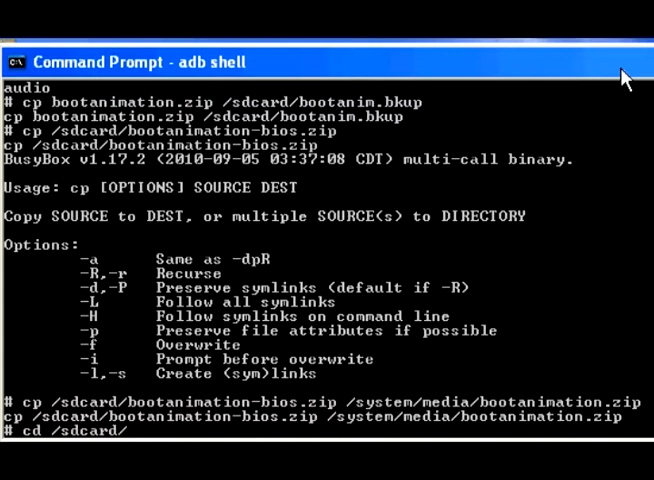 Command Prompt - adb shell
audio
# cp bootanimation.zip /sdcard/bootanim.bkup
cp bootanimation.zip /sdcard/bootanim.bkup
# cp /sdcard/bootanimation-bios.zip
cp /sdcard/bootanimation-bios.zip
BusyBox v1.17.2 (2010-09-05 03:37:08 CDT) multi-call binary.
Usage: cp [OPTIONS] SOURCE DEST
Copy SOURCE to DEST, or multiple SOURCE(s) to DIRECTORY
Options:
-a Same as -dpR
-R,-r Recurse
-d,-P Preserve symlinks (default if -R)
-L Follow all symlinks
-H Follow symlinks on command line
-p Preserve file attributes if possible
-f Overwrite
-i Prompt before overwrite
-l,-s Create (sym)links
# cp /sdcard/bootanimation-bios.zip /system/media/bootanimation.zip
cp /sdcard/bootanimation-bios.zip /system/media/bootanimation.zip
# cd /sdcard/